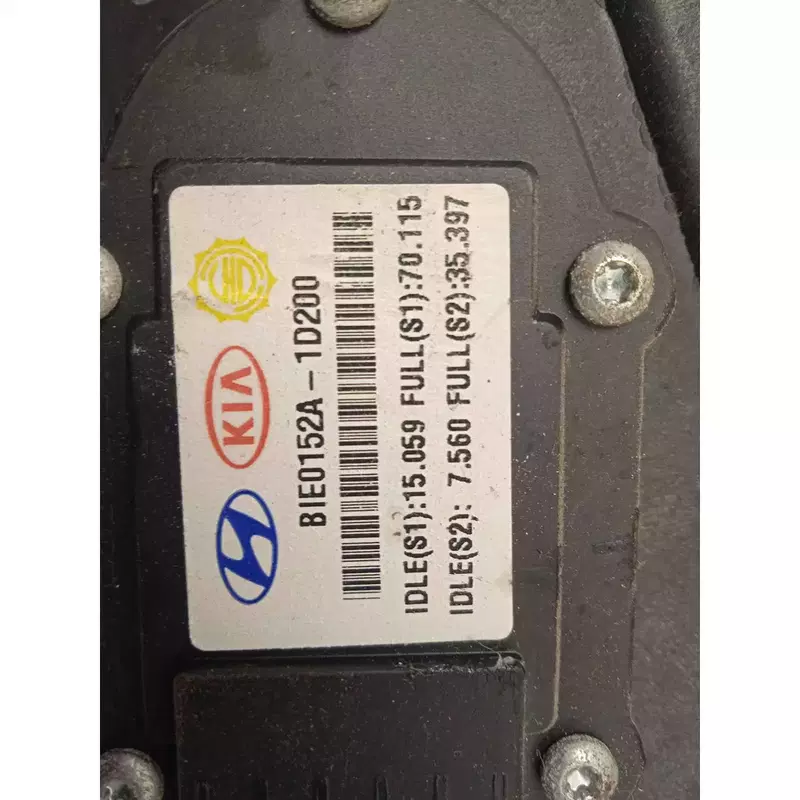 KIA
BIE0152A-1D200
IDLE(S1):15.059 FULL(S1):70.115
IDLE(S2): 7.560 FULL(S2):35.397